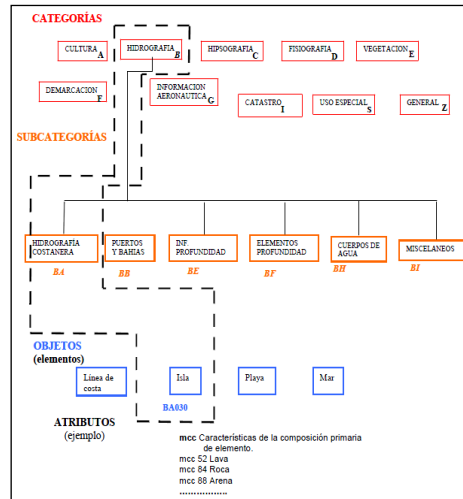 CATEGORÍAS
CULTURA A
HIDROGRAFIA B
HIPSOGRAFIA C
FISIOGRAFIA D
VEGETACION E
DEMARCACION F
INFORMACION
AERONAUTICA G
CATASTRO I
USO ESPECIAL S
GENERAL Z
SUBCATEGORÍAS
HIDROGRAFÍA
COSTANERA
PUERTOS
Y BAHIAS
INF.
PROFUNDIDAD
ELEMENTOS
PROFUNDIDAD
CUERPOS DE
AGUA
MISCELANEOS
BA
BB
BE
BF
BH
BI
OBJETOS
(elementos)
Línea de
costa
Isla
Playa
Mar
BA030
ATRIBUTOS
(ejemplo)
mcc Características de la composición primaria
de elemento.
mcc 52 Lava
mcc 84 Roca
mcc 88 Arena
................